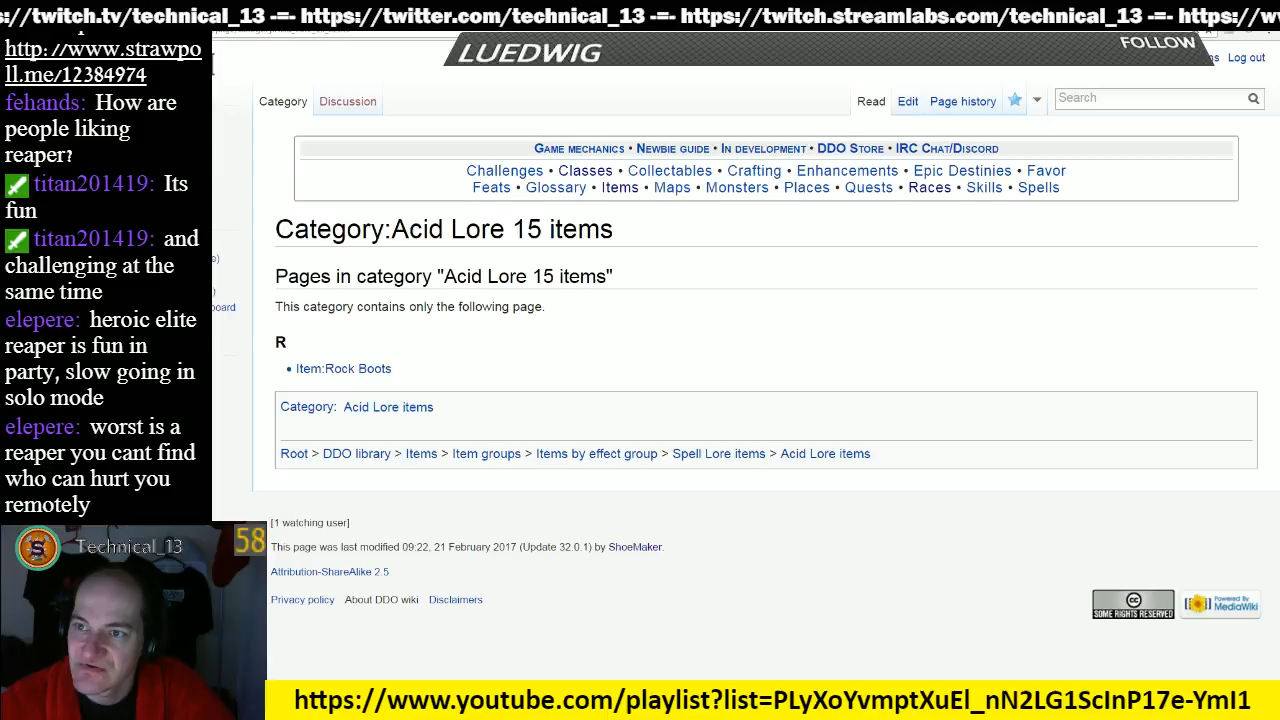 s://twitch.tv/technical_13 -=- https://twitter.com/technical_13 -=- https://twitch.streamlabs.com/technical_13 -=- https://w
http://www.strawpo
ll.me/12384974
fehands: How are
people liking
reaper?
titan201419: Its
fun
titan201419: and
challenging at the
same time
elepere: heroic elite
reaper is fun in
party, slow going in
solo mode
elepere: worst is a
reaper you cant find
who can hurt you
remotely
LUEDWIG
FOLLOW
Log out
Category Discussion Read Edit Page history Search
Game mechanics • Newbie guide • In development • DDO Store • IRC Chat/Discord
Challenges • Classes • Collectables • Crafting • Enhancements • Epic Destinies • Favor
Feats • Glossary • Items • Maps • Monsters • Places • Quests • Races • Skills • Spells
Category:Acid Lore 15 items
Pages in category "Acid Lore 15 items"
This category contains only the following page.
R
• Item:Rock Boots
Category: Acid Lore items
Root > DDO library > Items > Item groups > Items by effect group > Spell Lore items > Acid Lore items
[1 watching user]
This page was last modified 09:22, 21 February 2017 (Update 32.0.1) by ShoeMaker.
Attribution-ShareAlike 2.5
Privacy policy About DDO wiki Disclaimers
CC
SOME RIGHTS RESERVED
Powered By
MediaWiki
Technical_13
58
https://www.youtube.com/playlist?list=PLyXoYvmptXuEl_nN2LG1ScInP17e-YmI1